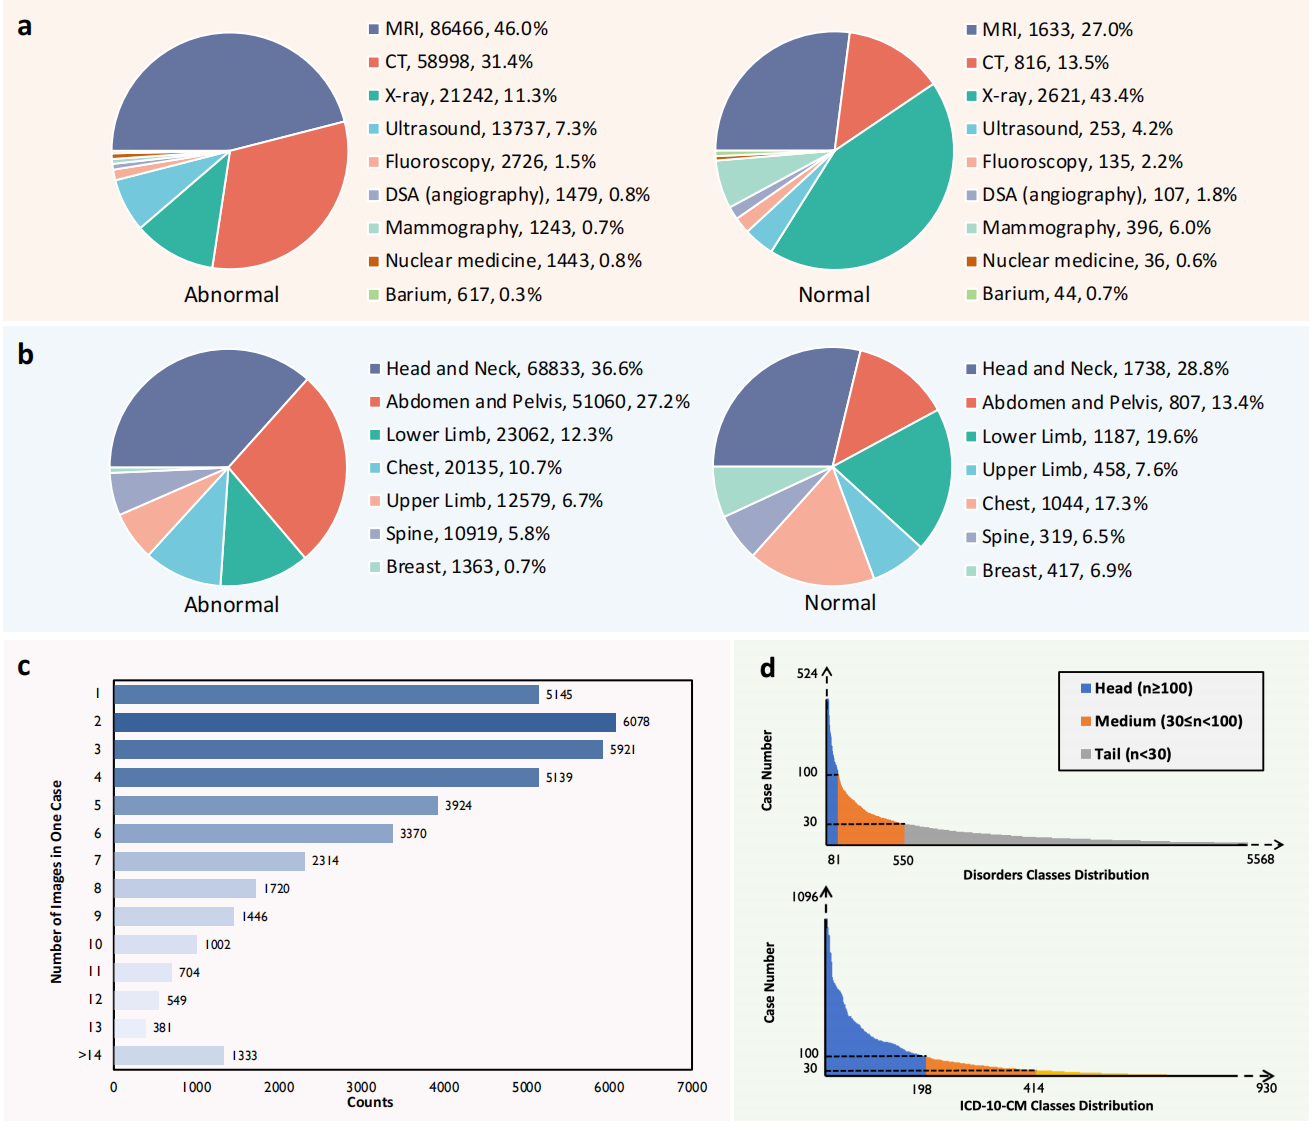 a
MRI, 86466, 46.0%
CT, 58998, 31.4%
X-ray, 21242, 11.3%
Ultrasound, 13737, 7.3%
Fluoroscopy, 2726, 1.5%
DSA (angiography), 1479, 0.8%
Mammography, 1243, 0.7%
Nuclear medicine, 1443, 0.8%
Barium, 617, 0.3%
Abnormal
MRI, 1633, 27.0%
CT, 816, 13.5%
X-ray, 2621, 43.4%
Ultrasound, 253, 4.2%
Fluoroscopy, 135, 2.2%
DSA (angiography), 107, 1.8%
Mammography, 396, 6.0%
Nuclear medicine, 36, 0.6%
Barium, 44, 0.7%
Normal
b
Head and Neck, 68833, 36.6%
Abdomen and Pelvis, 51060, 27.2%
Lower Limb, 23062, 12.3%
Chest, 20135, 10.7%
Upper Limb, 12579, 6.7%
Spine, 10919, 5.8%
Breast, 1363, 0.7%
Abnormal
Head and Neck, 1738, 28.8%
Abdomen and Pelvis, 807, 13.4%
Lower Limb, 1187, 19.6%
Upper Limb, 458, 7.6%
Chest, 1044, 17.3%
Spine, 319, 6.5%
Breast, 417, 6.9%
Normal
c
Number of Images in One Case
1 5145
2 6078
3 5921
4 5139
5 3924
6 3370
7 2314
8 1720
9 1446
10 1002
11 704
12 549
13 381
>14 1333
0 1000 2000 3000 4000 5000 6000 7000
Counts
d
Head (n≥100)
Medium (30≤n<100)
Tail (n<30)
524
100
30
Case Number
81 550 5568
Disorders Classes Distribution
1096
100
30
Case Number
198 414 930
ICD-10-CM Classes Distribution